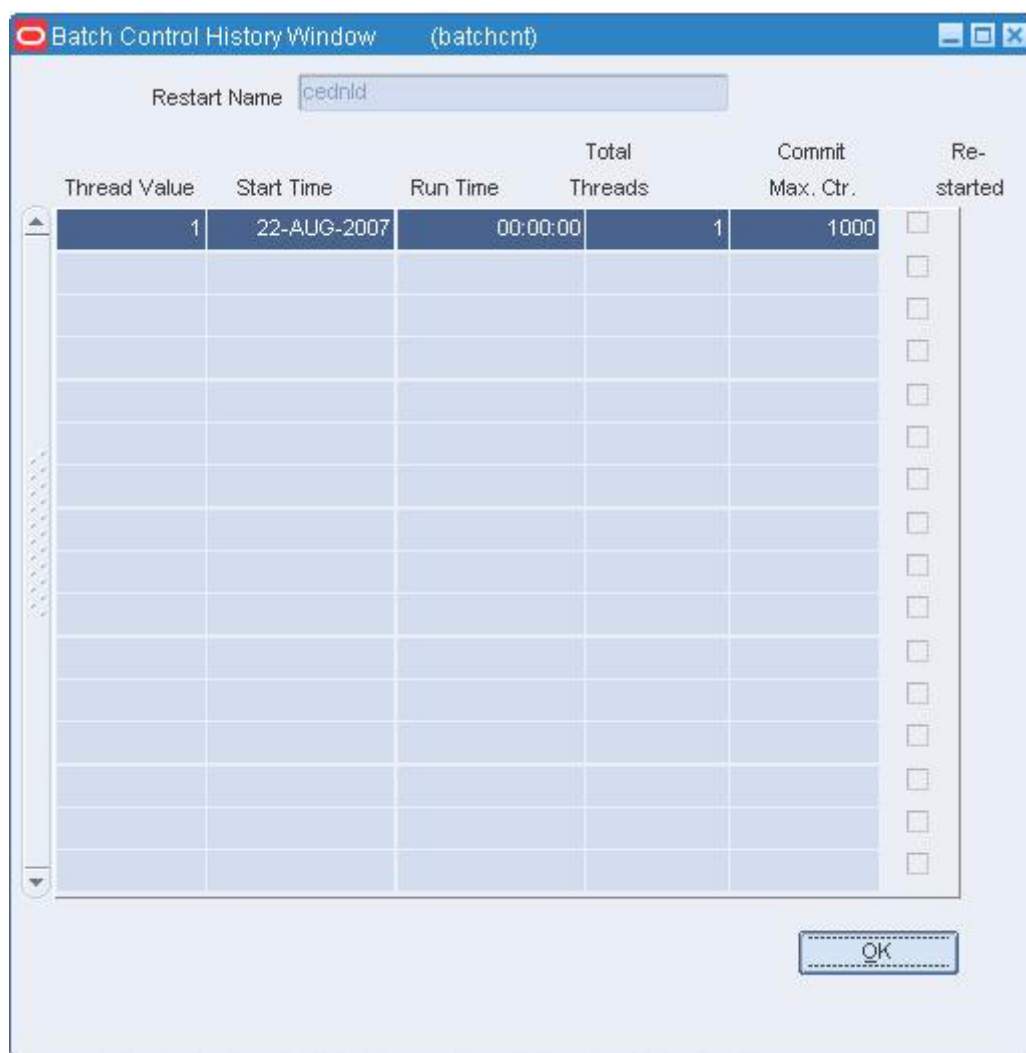 Batch Control History Window (batchcnt)
Restart Name cednld
Total Commit Re-
Thread Value Start Time Run Time Threads Max. Ctr. started
1 22-AUG-2007 00:00:00 1 1000
OK